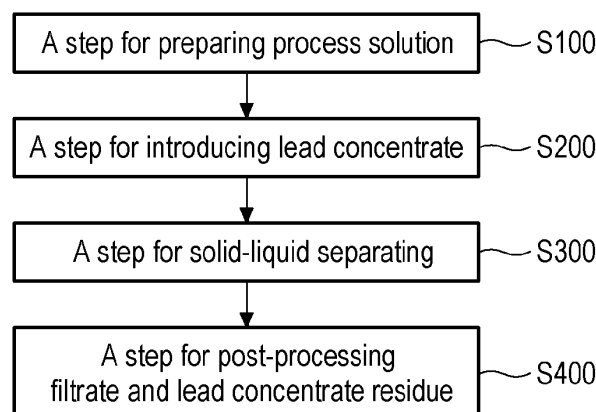 A step for preparing process solution S100
A step for introducing lead concentrate S200
A step for solid-liquid separating S300
A step for post-processing
filtrate and lead concentrate residue S400